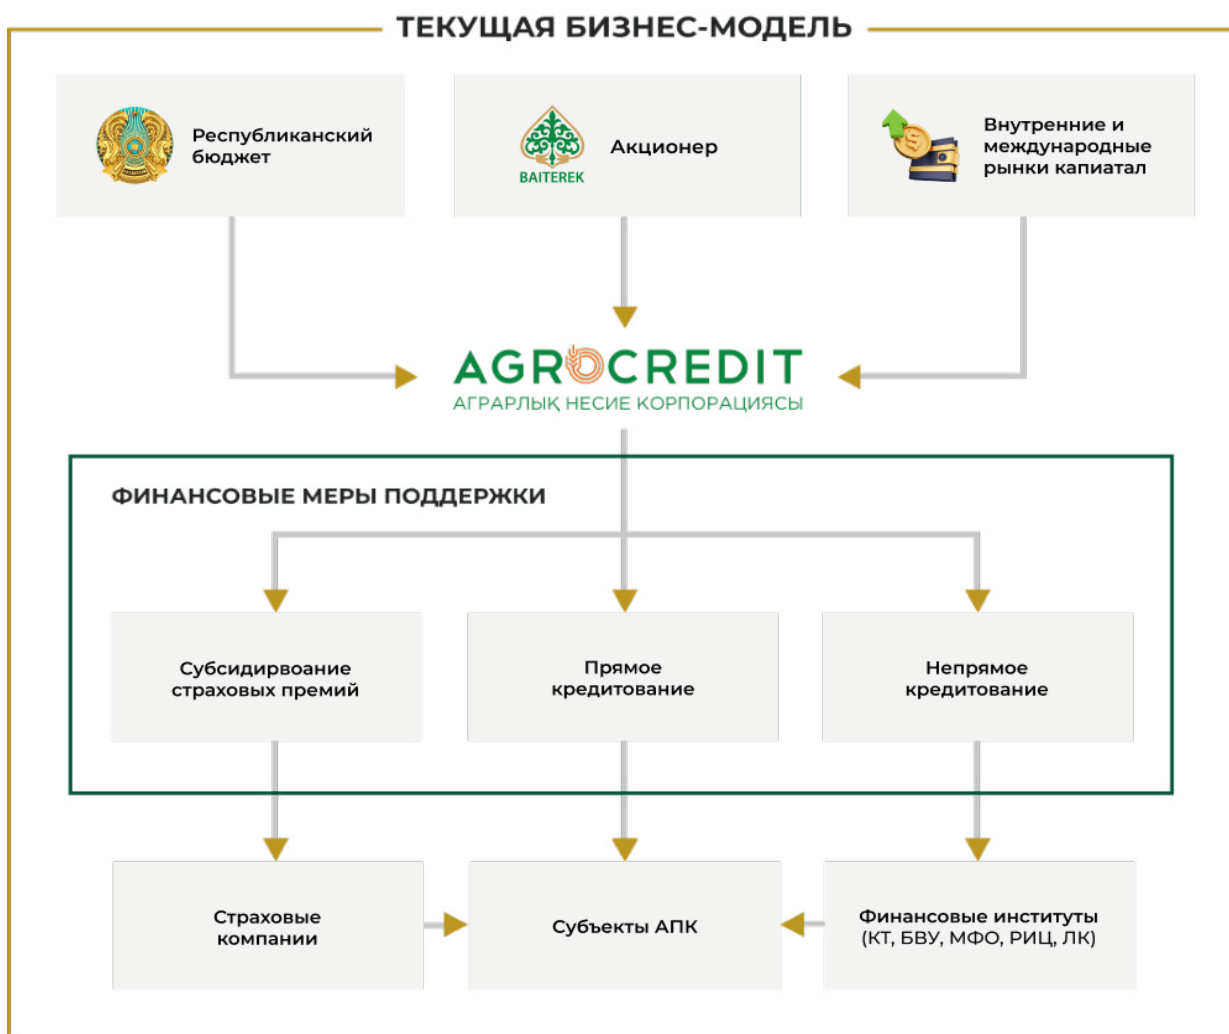 ТЕКУЩАЯ БИЗНЕС-МОДЕЛЬ
Республиканский
бюджет
BAITEREK
Акционер
Внутренние и
международные
рынки капиатал
AGROCREDIT
АГРАРЛЫҚ НЕСИЕ КОРПОРАЦИЯСЫ
ФИНАНСОВЫЕ МЕРЫ ПОДДЕРЖКИ
Субсидирвоание
страховых премий
Прямое
кредитование
Непрямое
кредитование
Страховые
компании
Субъекты АПК
Финансовые институты
(КТ, БВУ, МФО, РИЦ, ЛК)